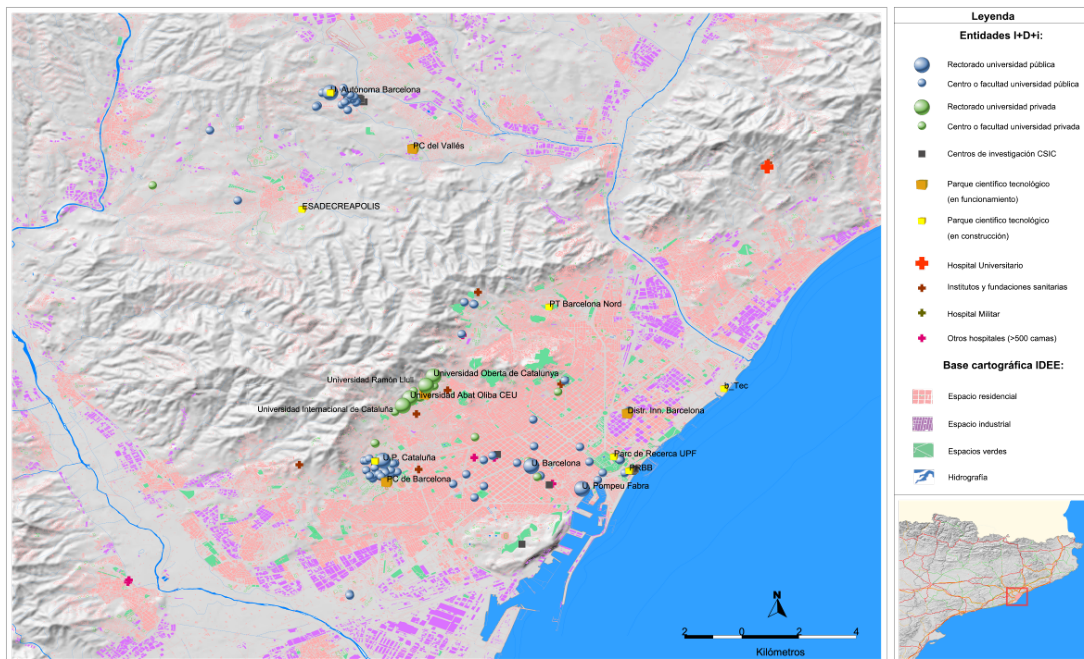 U. Autónoma Barcelona
PC del Vallés
ESADECREAPOLIS
PT Barcelona Nord
Universidad Oberta de Catalunya
Universidad Ramón Llull
Universidad Abat Oliba CEU
b_Tec
Universidad Internacional de Cataluña
Distr. Inn. Barcelona
U.P. Cataluña
Parc de Recerca UPF
U. Barcelona
PRBB
PC de Barcelona
U. Pompeu Fabra
N
2 0 2 4
Kilómetros
Leyenda
Entidades I+D+i:
Rectorado universidad pública
Centro o facultad universidad pública
Rectorado universidad privada
Centro o facultad universidad privada
Centros de investigación CSIC
Parque científico tecnológico
(en funcionamiento)
Parque científico tecnológico
(en construcción)
Hospital Universitario
Institutos y fundaciones sanitarias
Hospital Militar
Otros hospitales (>500 camas)
Base cartográfica IDEE:
Espacio residencial
Espacio industrial
Espacios verdes
Hidrografía